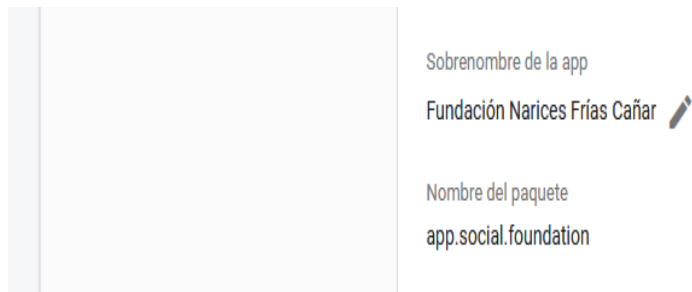 Sobrenombre de la app
Fundación Narices Frías Cañar
Nombre del paquete
app.social.foundation